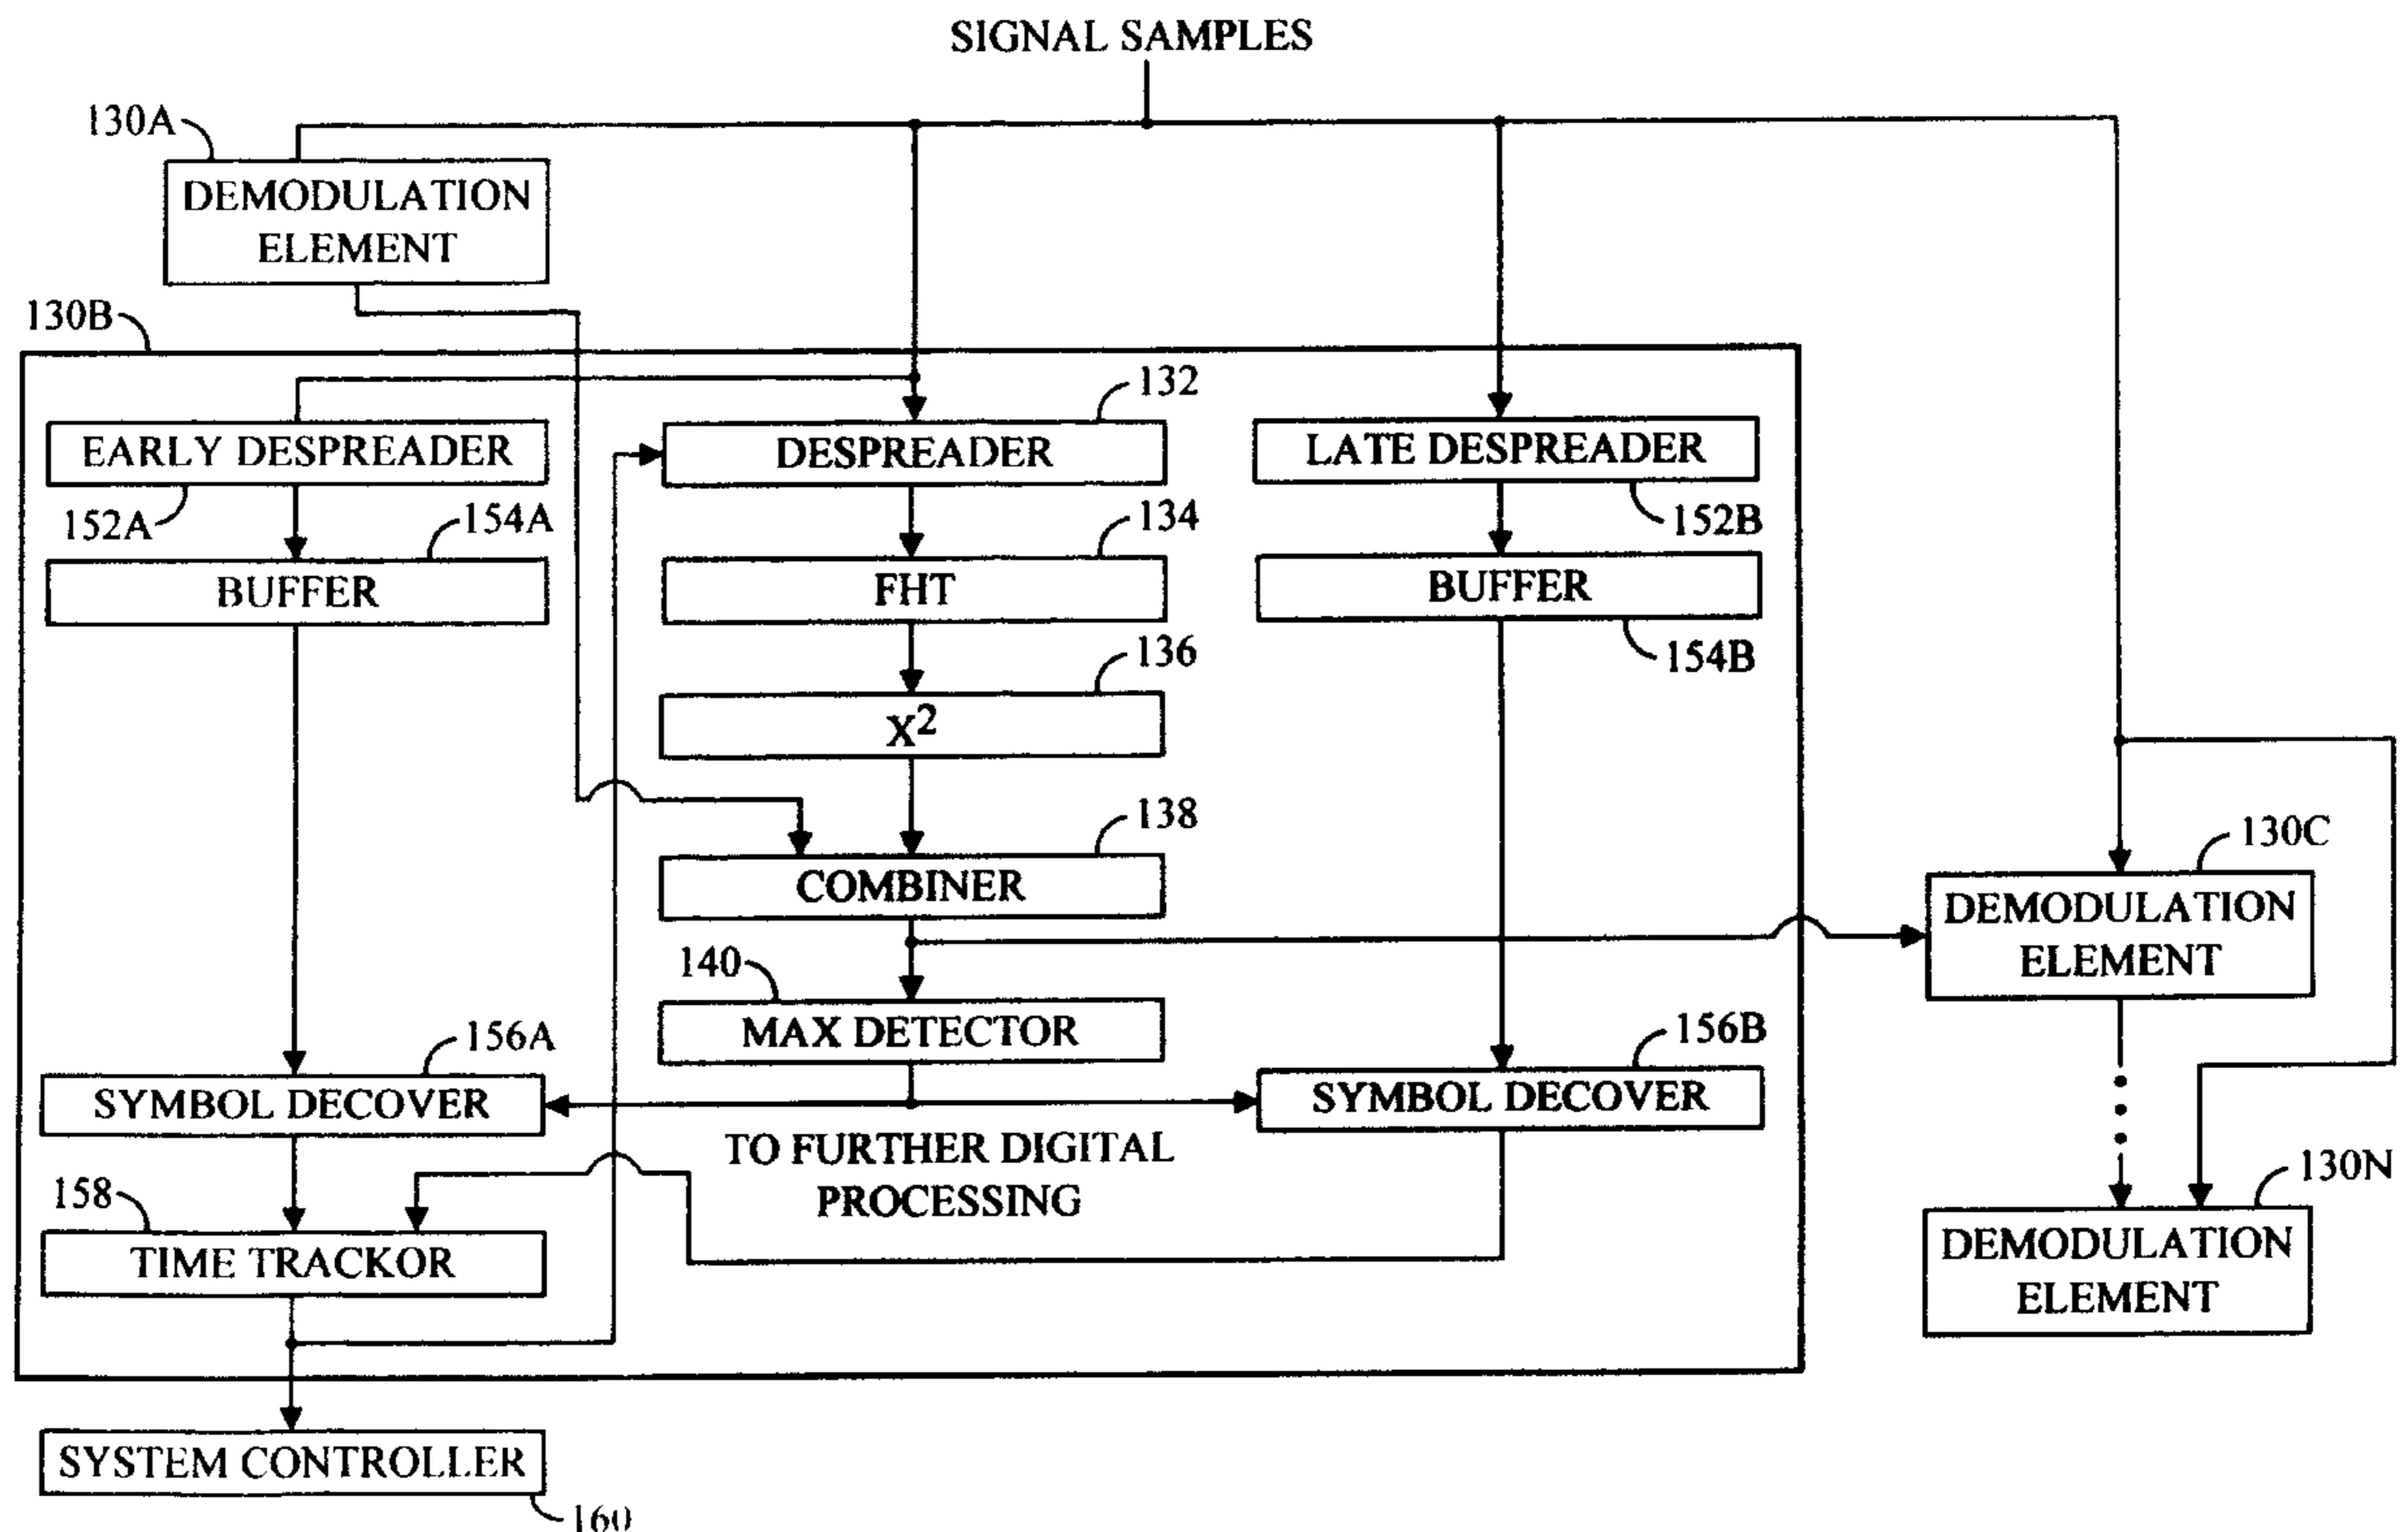 SIGNAL SAMPLES
130A
DEMODULATION
ELEMENT
130B
132
EARLY DESPREADER
DESPREADER
LATE DESPREADER
152A
154A
134
152B
BUFFER
FHT
BUFFER
136
154B
X²
138
130C
COMBINER
DEMODULATION
ELEMENT
140
MAX DETECTOR
156A
156B
SYMBOL DECOVER
SYMBOL DECOVER
TO FURTHER DIGITAL
PROCESSING
158
130N
TIME TRACKOR
DEMODULATION
ELEMENT
SYSTEM CONTROLLER
160